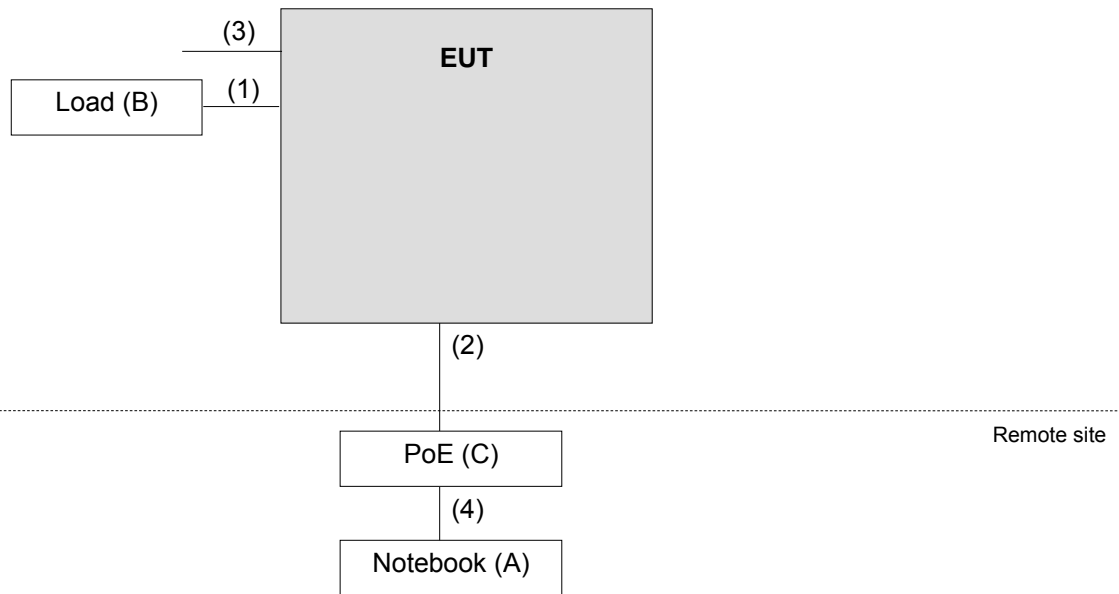 (3)
EUT
Load (B)
(1)
(2)
Remote site
PoE (C)
(4)
Notebook (A)